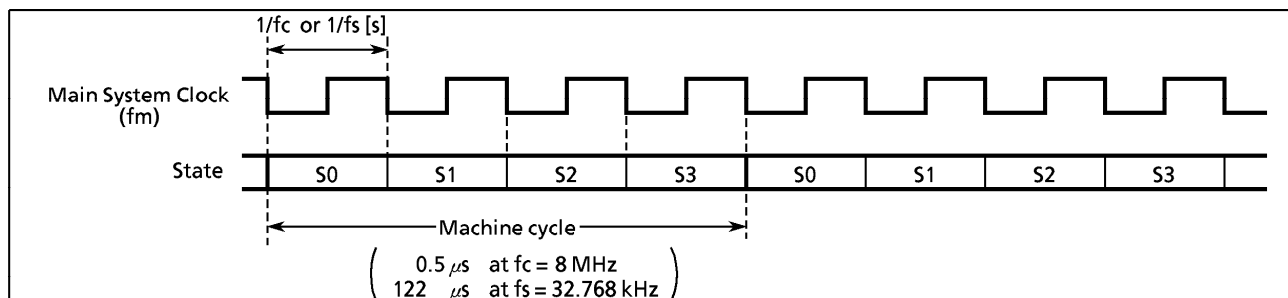 1/fc or 1/fs [s]
Main System Clock
(fm)
State
S0 S1 S2 S3 S0 S1 S2 S3
Machine cycle
0.5 μs at fc = 8 MHz
122 μs at fs = 32.768 kHz